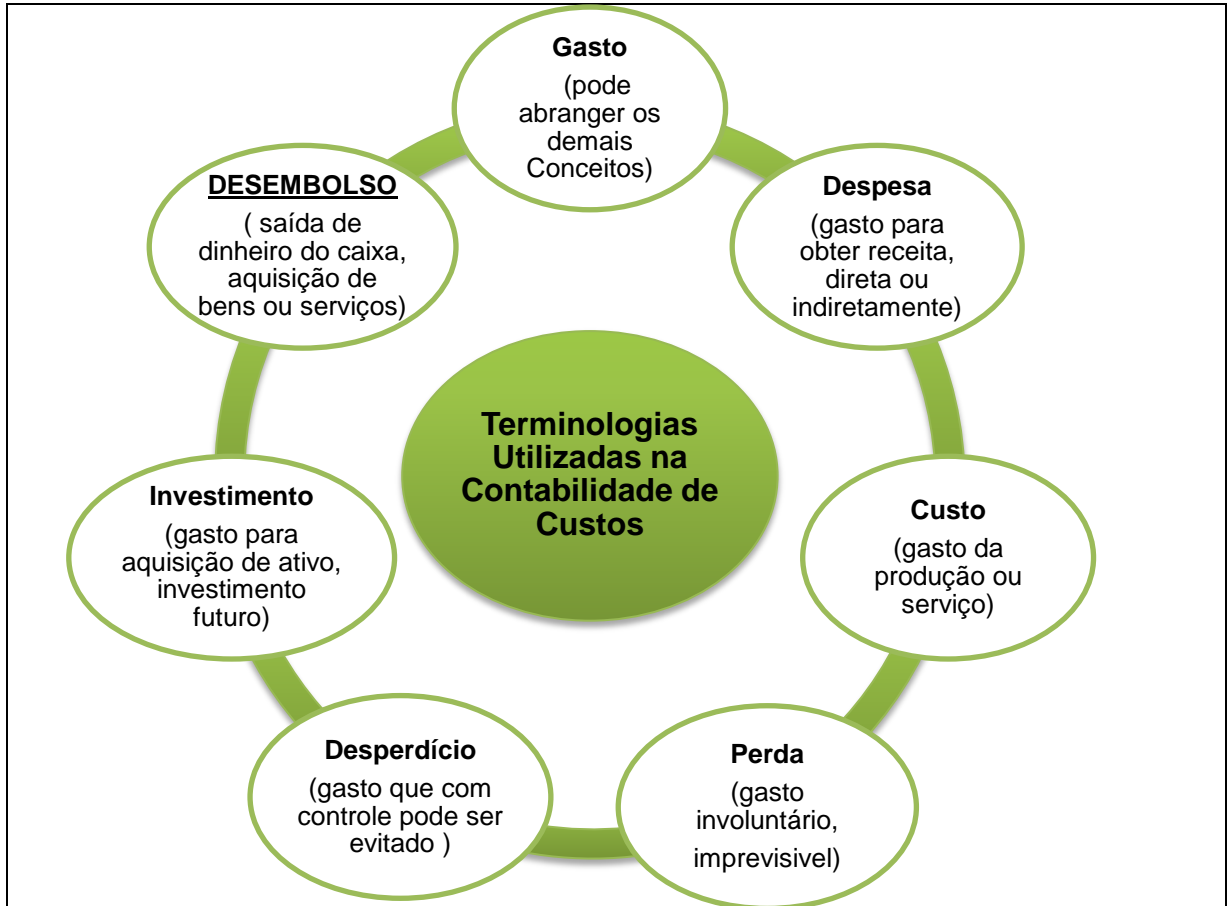 Gasto
(pode
abranger os
demais
Conceitos)
Despesa
(gasto para
obter receita,
direta ou
indiretamente)
Custo
(gasto da
produção ou
serviço)
Perda
(gasto
involuntário,
imprevisivel)
Desperdício
(gasto que com
controle pode ser
evitado )
Investimento
(gasto para
aquisição de ativo,
investimento
futuro)
DESEMBOLSO
( saída de
dinheiro do caixa,
aquisição de
bens ou serviços)
Terminologias
Utilizadas na
Contabilidade de
Custos